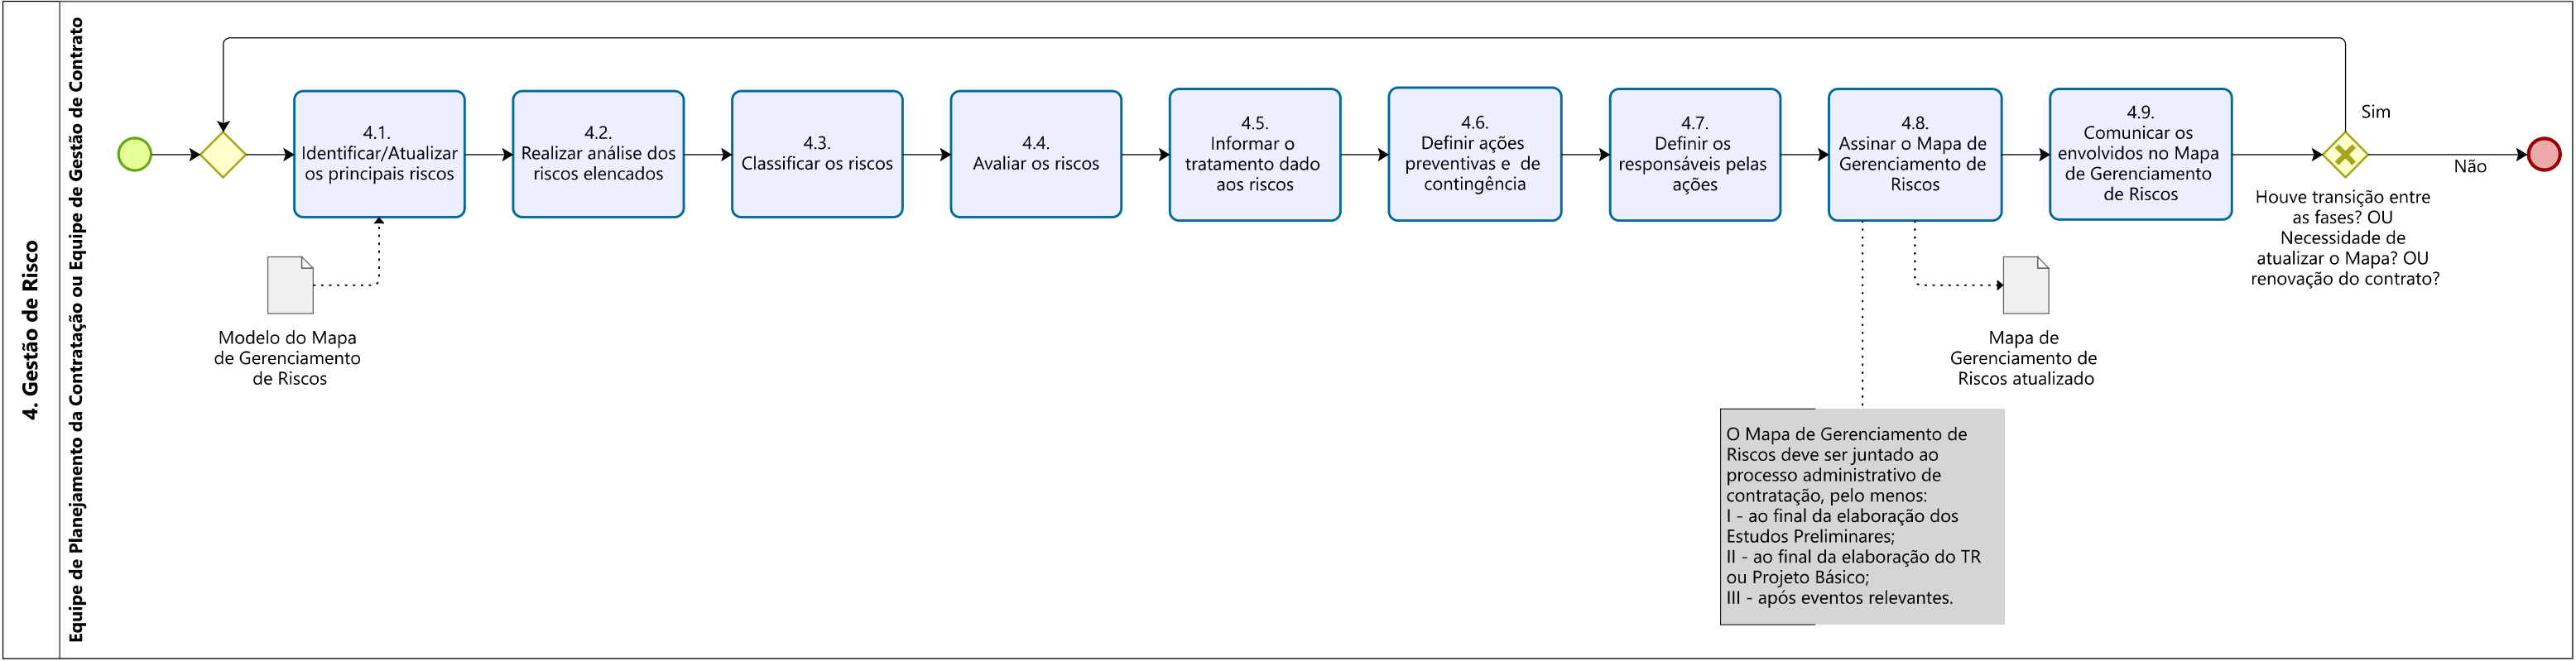 4. Gestão de Risco
Equipe de Planejamento da Contratação ou Equipe de Gestão de Contrato
4.1.
Identificar/Atualizar
os principais riscos
4.2.
Realizar análise dos
riscos elencados
4.3.
Classificar os riscos
4.4.
Avaliar os riscos
4.5.
Informar o
tratamento dado
aos riscos
4.6.
Definir ações
preventivas e  de
contingência
4.7.
Definir os
responsáveis pelas
ações
4.8.
Assinar o Mapa de
Gerenciamento de
Riscos
4.9.
Comunicar os
envolvidos no Mapa
de Gerenciamento
de Riscos
Sim
Não
Houve transição entre
as fases? OU
Necessidade de
atualizar o Mapa? OU
renovação do contrato?
Modelo do Mapa
de Gerenciamento
de Riscos
Mapa de
Gerenciamento de
Riscos atualizado
O Mapa de Gerenciamento de
Riscos deve ser juntado ao
processo administrativo de
contratação, pelo menos:
I - ao final da elaboração dos
Estudos Preliminares;
II - ao final da elaboração do TR
ou Projeto Básico;
III - após eventos relevantes.